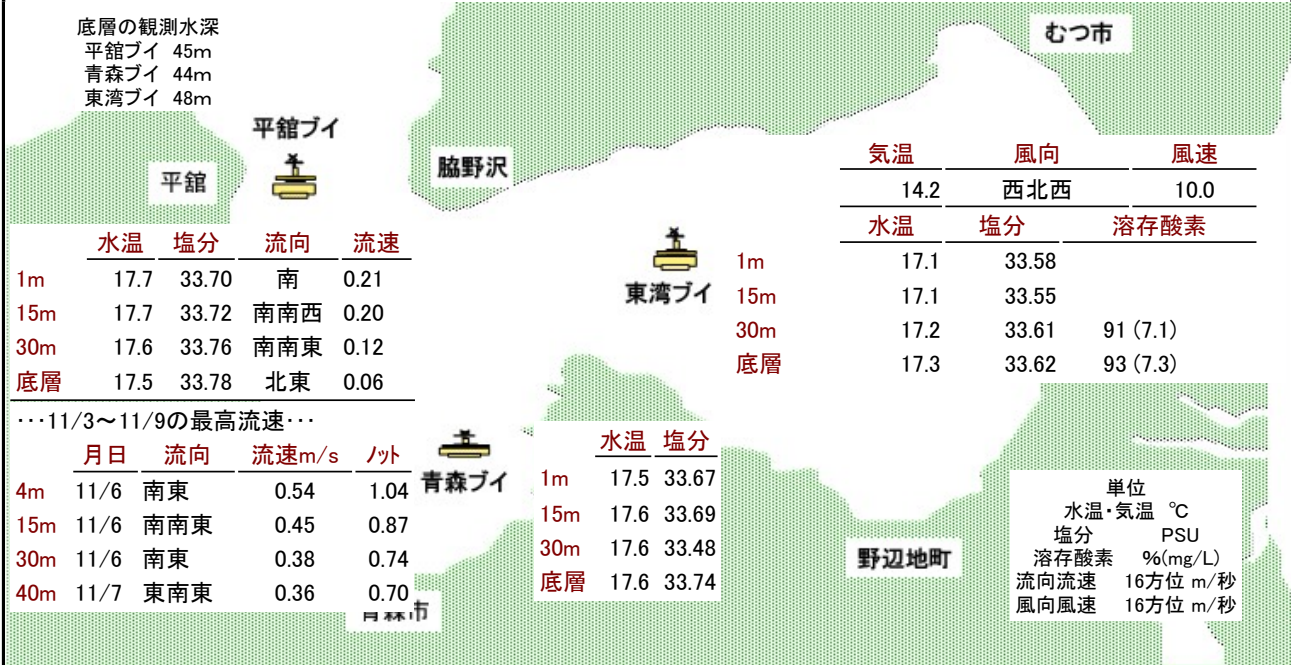 底層の観測水深
平舘ブイ 45m
青森ブイ 44m
東湾ブイ 48m
むつ市
平舘ブイ
平舘
脇野沢
気温 風向 風速
14.2 西北西 10.0
水温 塩分 溶存酸素
1m 17.1 33.58
15m 17.1 33.55
30m 17.2 33.61 91 (7.1)
底層 17.3 33.62 93 (7.3)
東湾ブイ
水温 塩分 流向 流速
1m 17.7 33.70 南 0.21
15m 17.7 33.72 南南西 0.20
30m 17.6 33.76 南南東 0.12
底層 17.5 33.78 北東 0.06
…11/3～11/9の最高流速…
月日 流向 流速m/s ノット
4m 11/6 南東 0.54 1.04
15m 11/6 南南東 0.45 0.87
30m 11/6 南東 0.38 0.74
40m 11/7 東南東 0.36 0.70
青森ブイ
水温 塩分
1m 17.5 33.67
15m 17.6 33.69
30m 17.6 33.48
底層 17.6 33.74
青森市
野辺地町
単位
水温・気温 ℃
塩分 PSU
溶存酸素 %(mg/L)
流向流速 16方位 m/秒
風向風速 16方位 m/秒